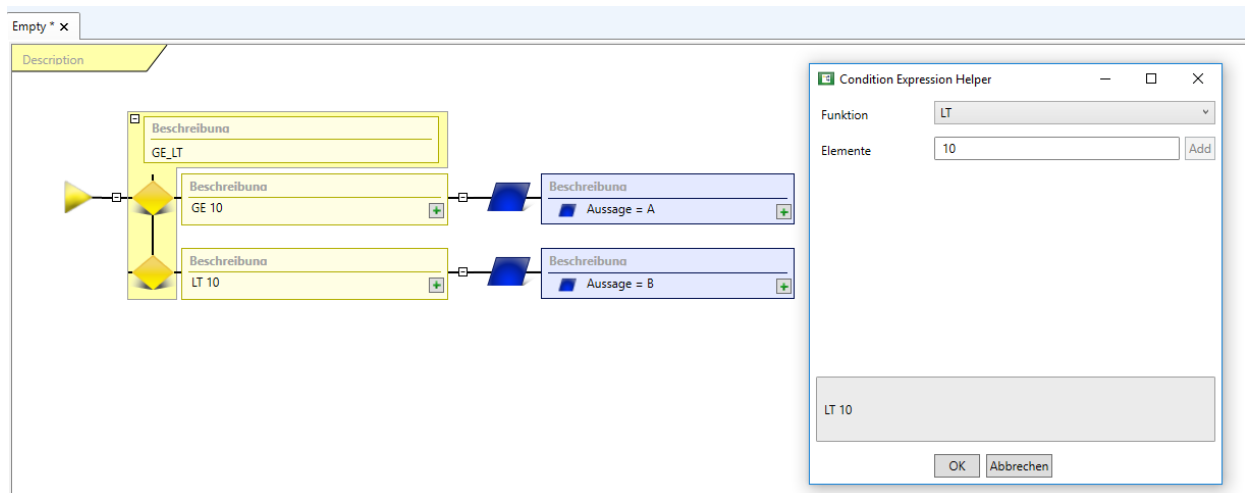 Empty *
Description
Beschreibung
GE_LT
Beschreibung
GE 10
Beschreibung
Aussage = A
Beschreibung
LT 10
Beschreibung
Aussage = B
Condition Expression Helper
Funktion
LT
Elemente
10
Add
LT 10
OK
Abbrechen